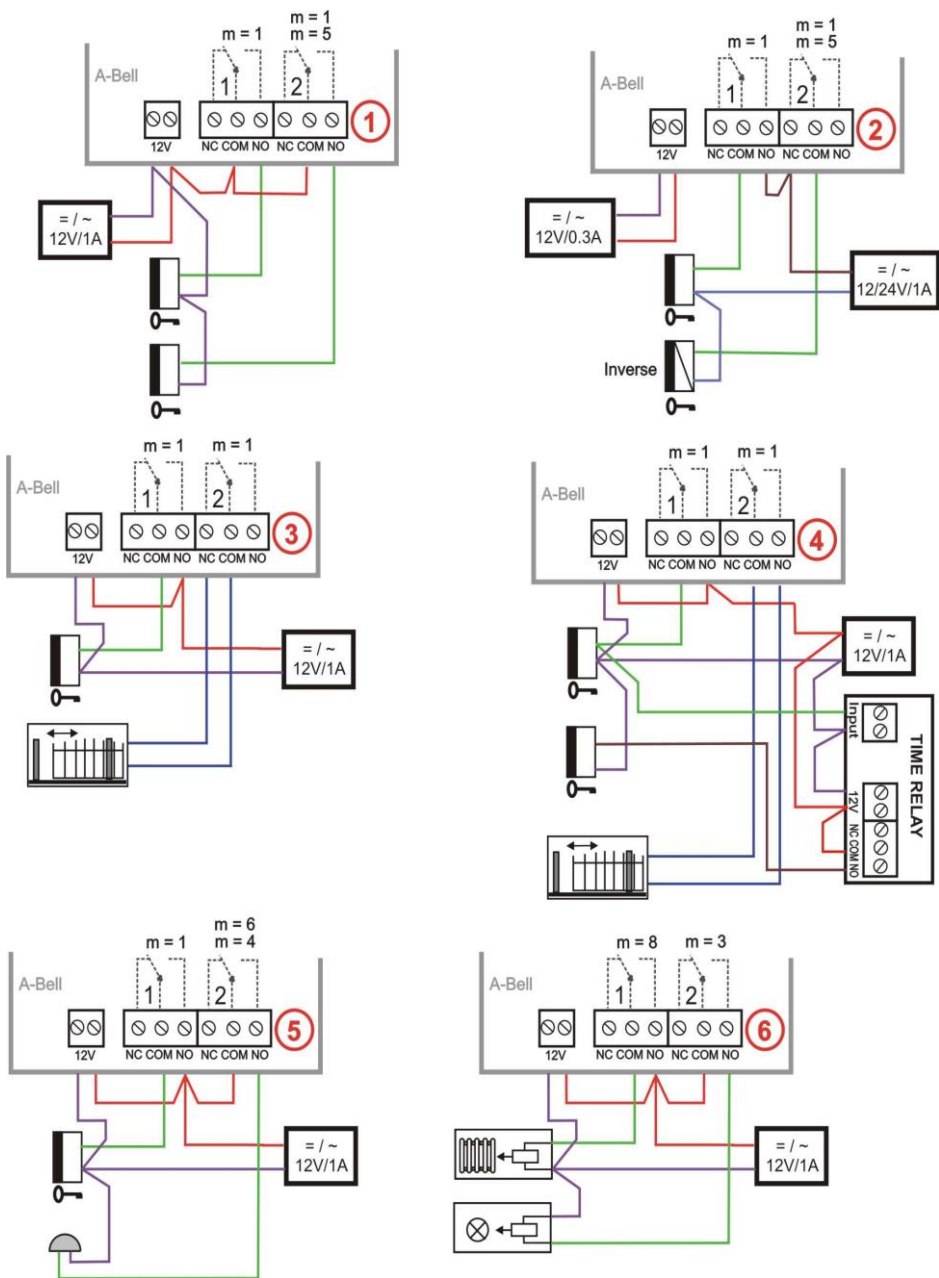 m = 1
m = 1
m = 5
A-Bell
1
2
1
12V
NC COM NO
NC COM NO
= / ~
12V/1A
m = 1
m = 1
m = 5
A-Bell
1
2
2
12V
NC COM NO
NC COM NO
= / ~
12V/0.3A
= / ~
12/24V/1A
Inverse
m = 1
m = 1
A-Bell
1
2
3
12V
NC COM NO
NC COM NO
= / ~
12V/1A
m = 1
m = 1
A-Bell
1
2
4
12V
NC COM NO
NC COM NO
= / ~
12V/1A
Input
12V
NC COM NO
TIME RELAY
m = 6
m = 1
m = 4
A-Bell
1
2
5
12V
NC COM NO
NC COM NO
= / ~
12V/1A
m = 8
m = 3
A-Bell
1
2
6
12V
NC COM NO
NC COM NO
= / ~
12V/1A